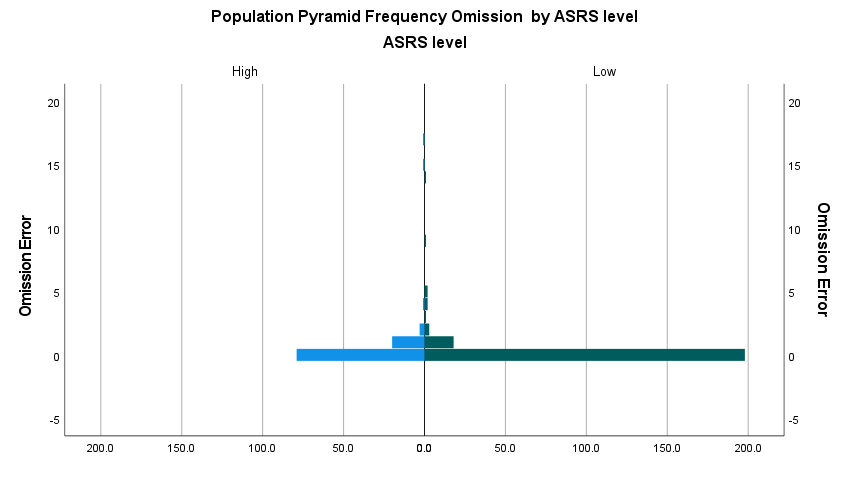 Population Pyramid Frequency Omission by ASRS level
ASRS level
High Low
20 20
15 15
10 10
5 5
0 0
-5 -5
Omission Error
Omission Error
200.0 150.0 100.0 50.0 0.0 50.0 100.0 150.0 200.0